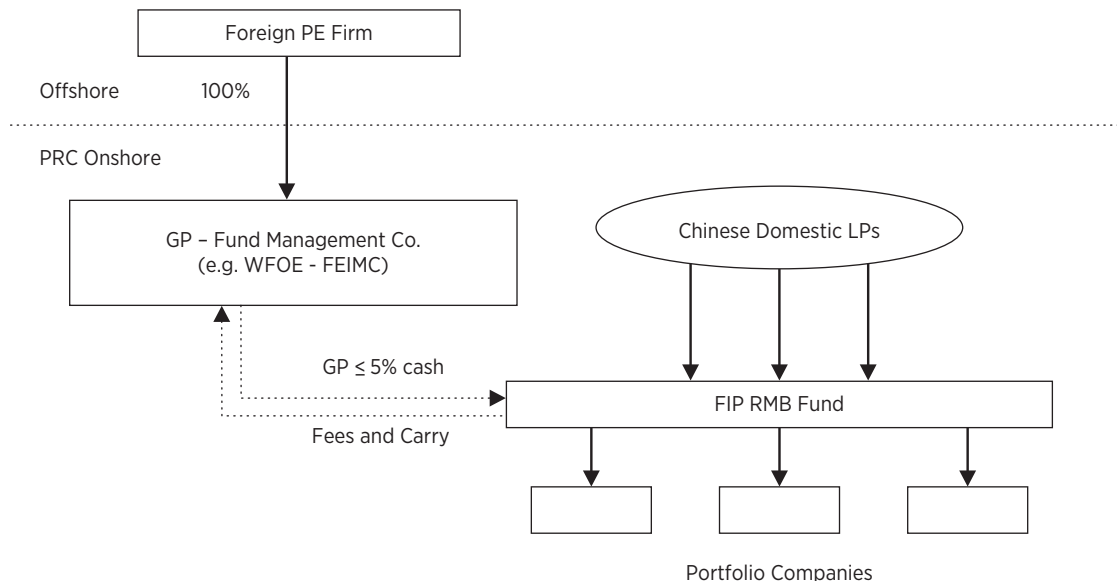 Foreign PE Firm
Offshore 100%
PRC Onshore
GP – Fund Management Co.
(e.g. WFOE - FEIMC)
Chinese Domestic LPs
GP ≤ 5% cash
FIP RMB Fund
Fees and Carry
Portfolio Companies